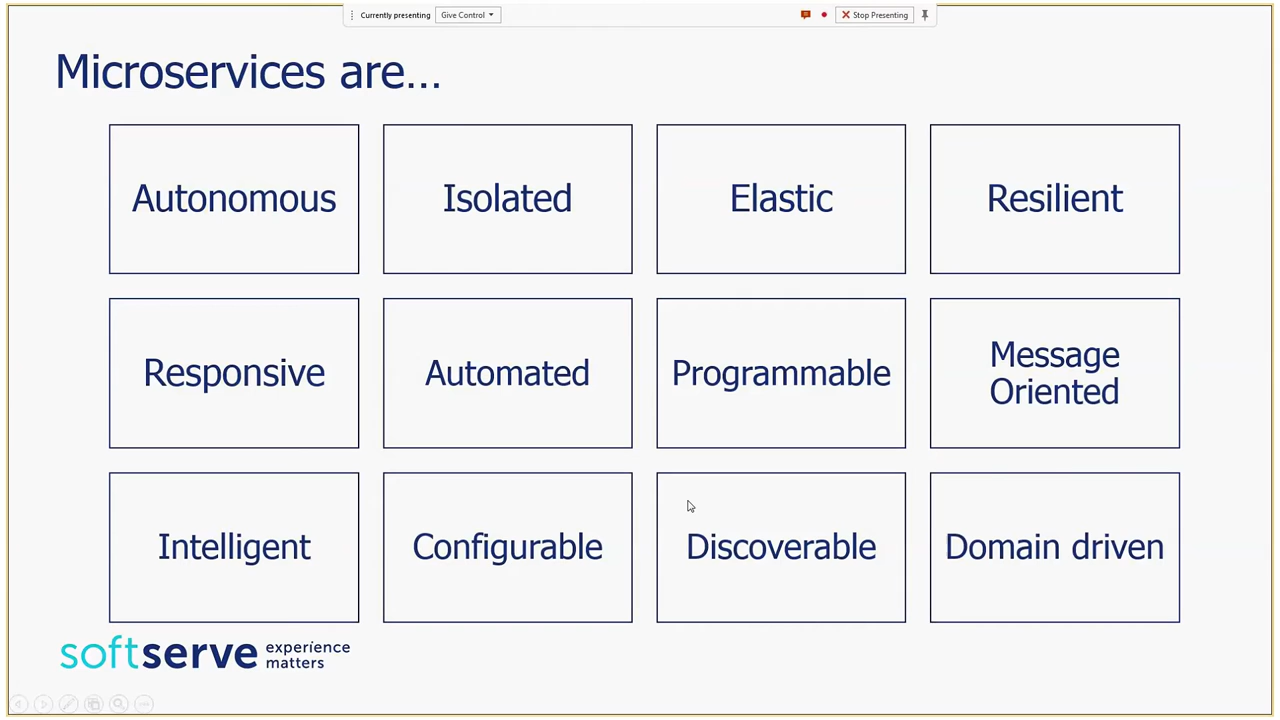 Currently presenting
Give Control
Stop Presenting
Microservices are...
Autonomous
Isolated
Elastic
Resilient
Responsive
Automated
Programmable
Message
Oriented
Intelligent
Configurable
Discoverable
Domain driven
softserve
experience
matters